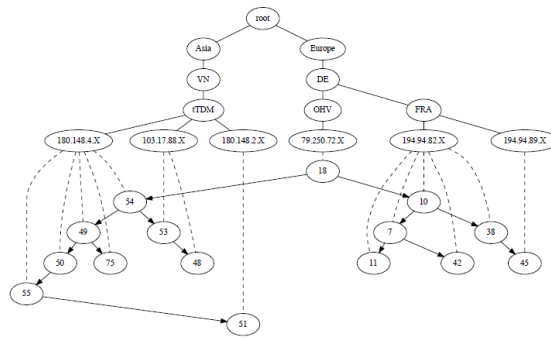 root
Asia Europe
VN DE
tTDM OHV FRA
180.148.4.X 103.17.88.X 180.148.2.X 79.250.72.X 194.94.82.X 194.94.89.X
18
54 10
49 53 7 38
50 75 48 11 42 45
55
51